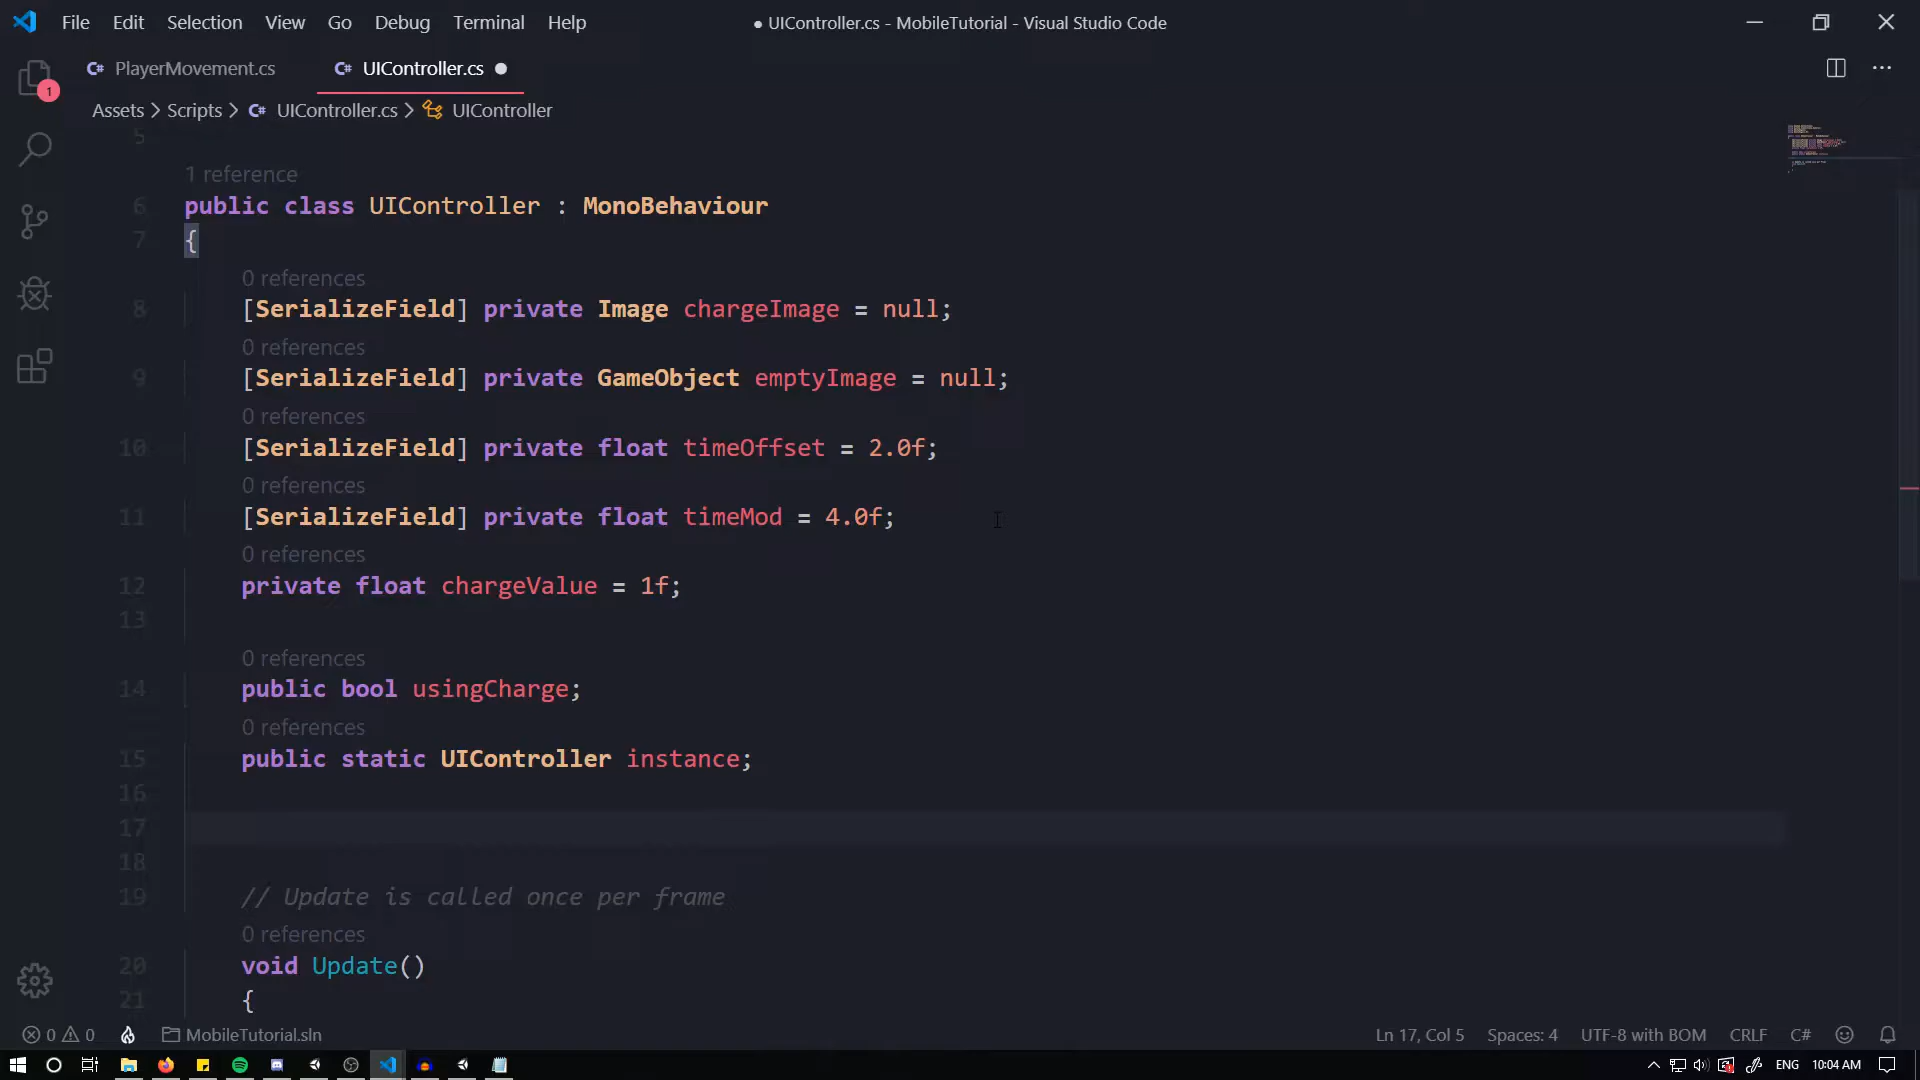 File Edit Selection View Go Debug Terminal Help
● UIController.cs - MobileTutorial - Visual Studio Code
C# PlayerMovement.cs
C# UIController.cs ●
1
Assets > Scripts > C# UIController.cs > UIController
5
1 reference
6 public class UIController : MonoBehaviour
7 {
0 references
8 [SerializeField] private Image chargeImage = null;
0 references
9 [SerializeField] private GameObject emptyImage = null;
0 references
10 [SerializeField] private float timeOffset = 2.0f;
0 references
11 [SerializeField] private float timeMod = 4.0f;
0 references
12 private float chargeValue = 1f;
13
0 references
14 public bool usingCharge;
0 references
15 public static UIController instance;
16
17
18
19 // Update is called once per frame
0 references
20 void Update()
21 {
0 0 MobileTutorial.sln
Ln 17, Col 5 Spaces: 4 UTF-8 with BOM CRLF C#
ENG 10:04 AM